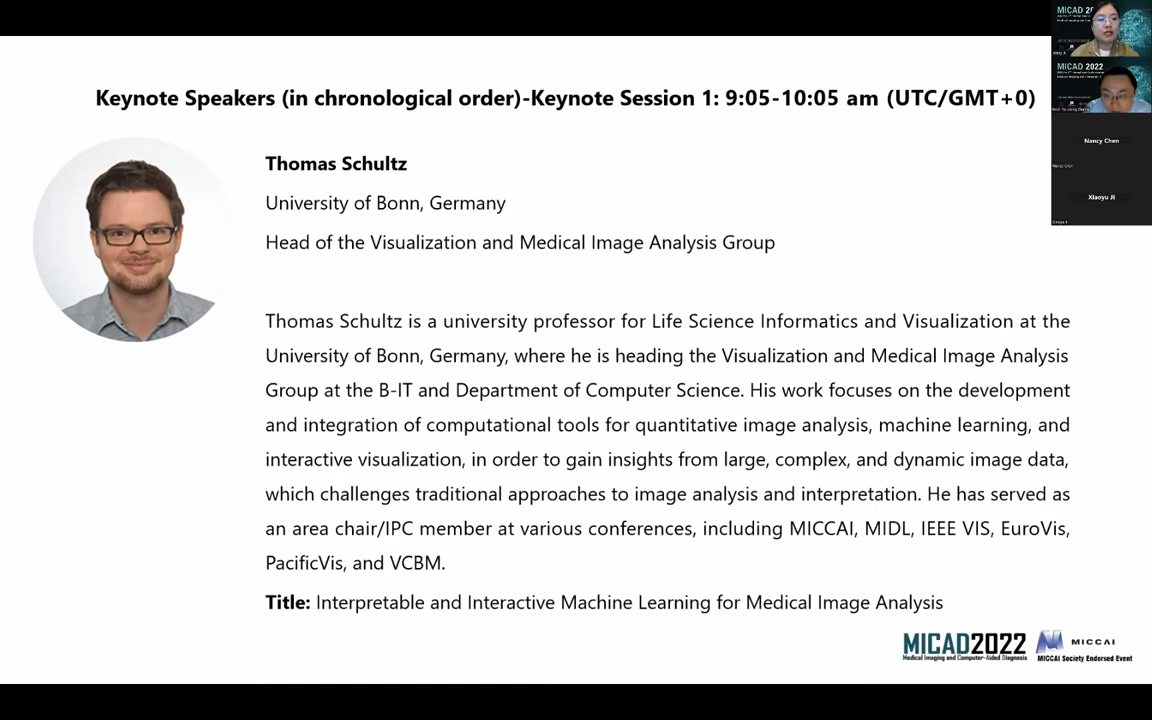 Keynote Speakers (in chronological order)-Keynote Session 1: 9:05-10:05 am (UTC/GMT+0)
Thomas Schultz
University of Bonn, Germany
Head of the Visualization and Medical Image Analysis Group
Thomas Schultz is a university professor for Life Science Informatics and Visualization at the
University of Bonn, Germany, where he is heading the Visualization and Medical Image Analysis
Group at the B-IT and Department of Computer Science. His work focuses on the development
and integration of computational tools for quantitative image analysis, machine learning, and
interactive visualization, in order to gain insights from large, complex, and dynamic image data,
which challenges traditional approaches to image analysis and interpretation. He has served as
an area chair/IPC member at various conferences, including MICCAI, MIDL, IEEE VIS, EuroVis,
PacificVis, and VCBM.
Title: Interpretable and Interactive Machine Learning for Medical Image Analysis
MICAD2022
Medical Imaging and Computer-Aided Diagnosis
MICCAI
MICCAI Society Endorsed Event
MICAD 20
MICAD 2022
Nancy Chen
Nancy Chen
Xiaoyu Ji